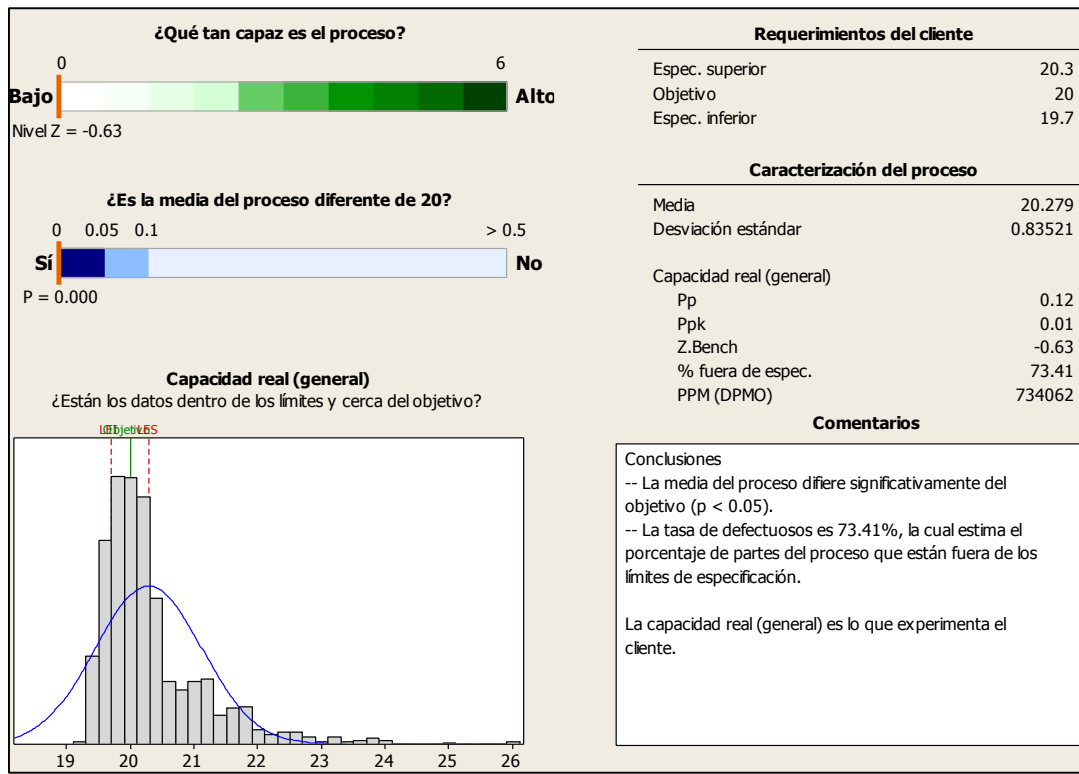 ¿Qué tan capaz es el proceso?
0 6
Bajo Alto
Nivel Z = -0.63
¿Es la media del proceso diferente de 20?
0 0.05 0.1 > 0.5
Sí No
P = 0.000
Capacidad real (general)
¿Están los datos dentro de los límites y cerca del objetivo?
LEI Objetivo LES
19 20 21 22 23 24 25 26
Requerimientos del cliente
Espec. superior 20.3
Objetivo 20
Espec. inferior 19.7
Caracterización del proceso
Media 20.279
Desviación estándar 0.83521
Capacidad real (general)
Pp 0.12
Ppk 0.01
Z.Bench -0.63
% fuera de espec. 73.41
PPM (DPMO) 734062
Comentarios
Conclusiones
-- La media del proceso difiere significativamente del
objetivo (p < 0.05).
-- La tasa de defectuosos es 73.41%, la cual estima el
porcentaje de partes del proceso que están fuera de los
límites de especificación.
La capacidad real (general) es lo que experimenta el
cliente.